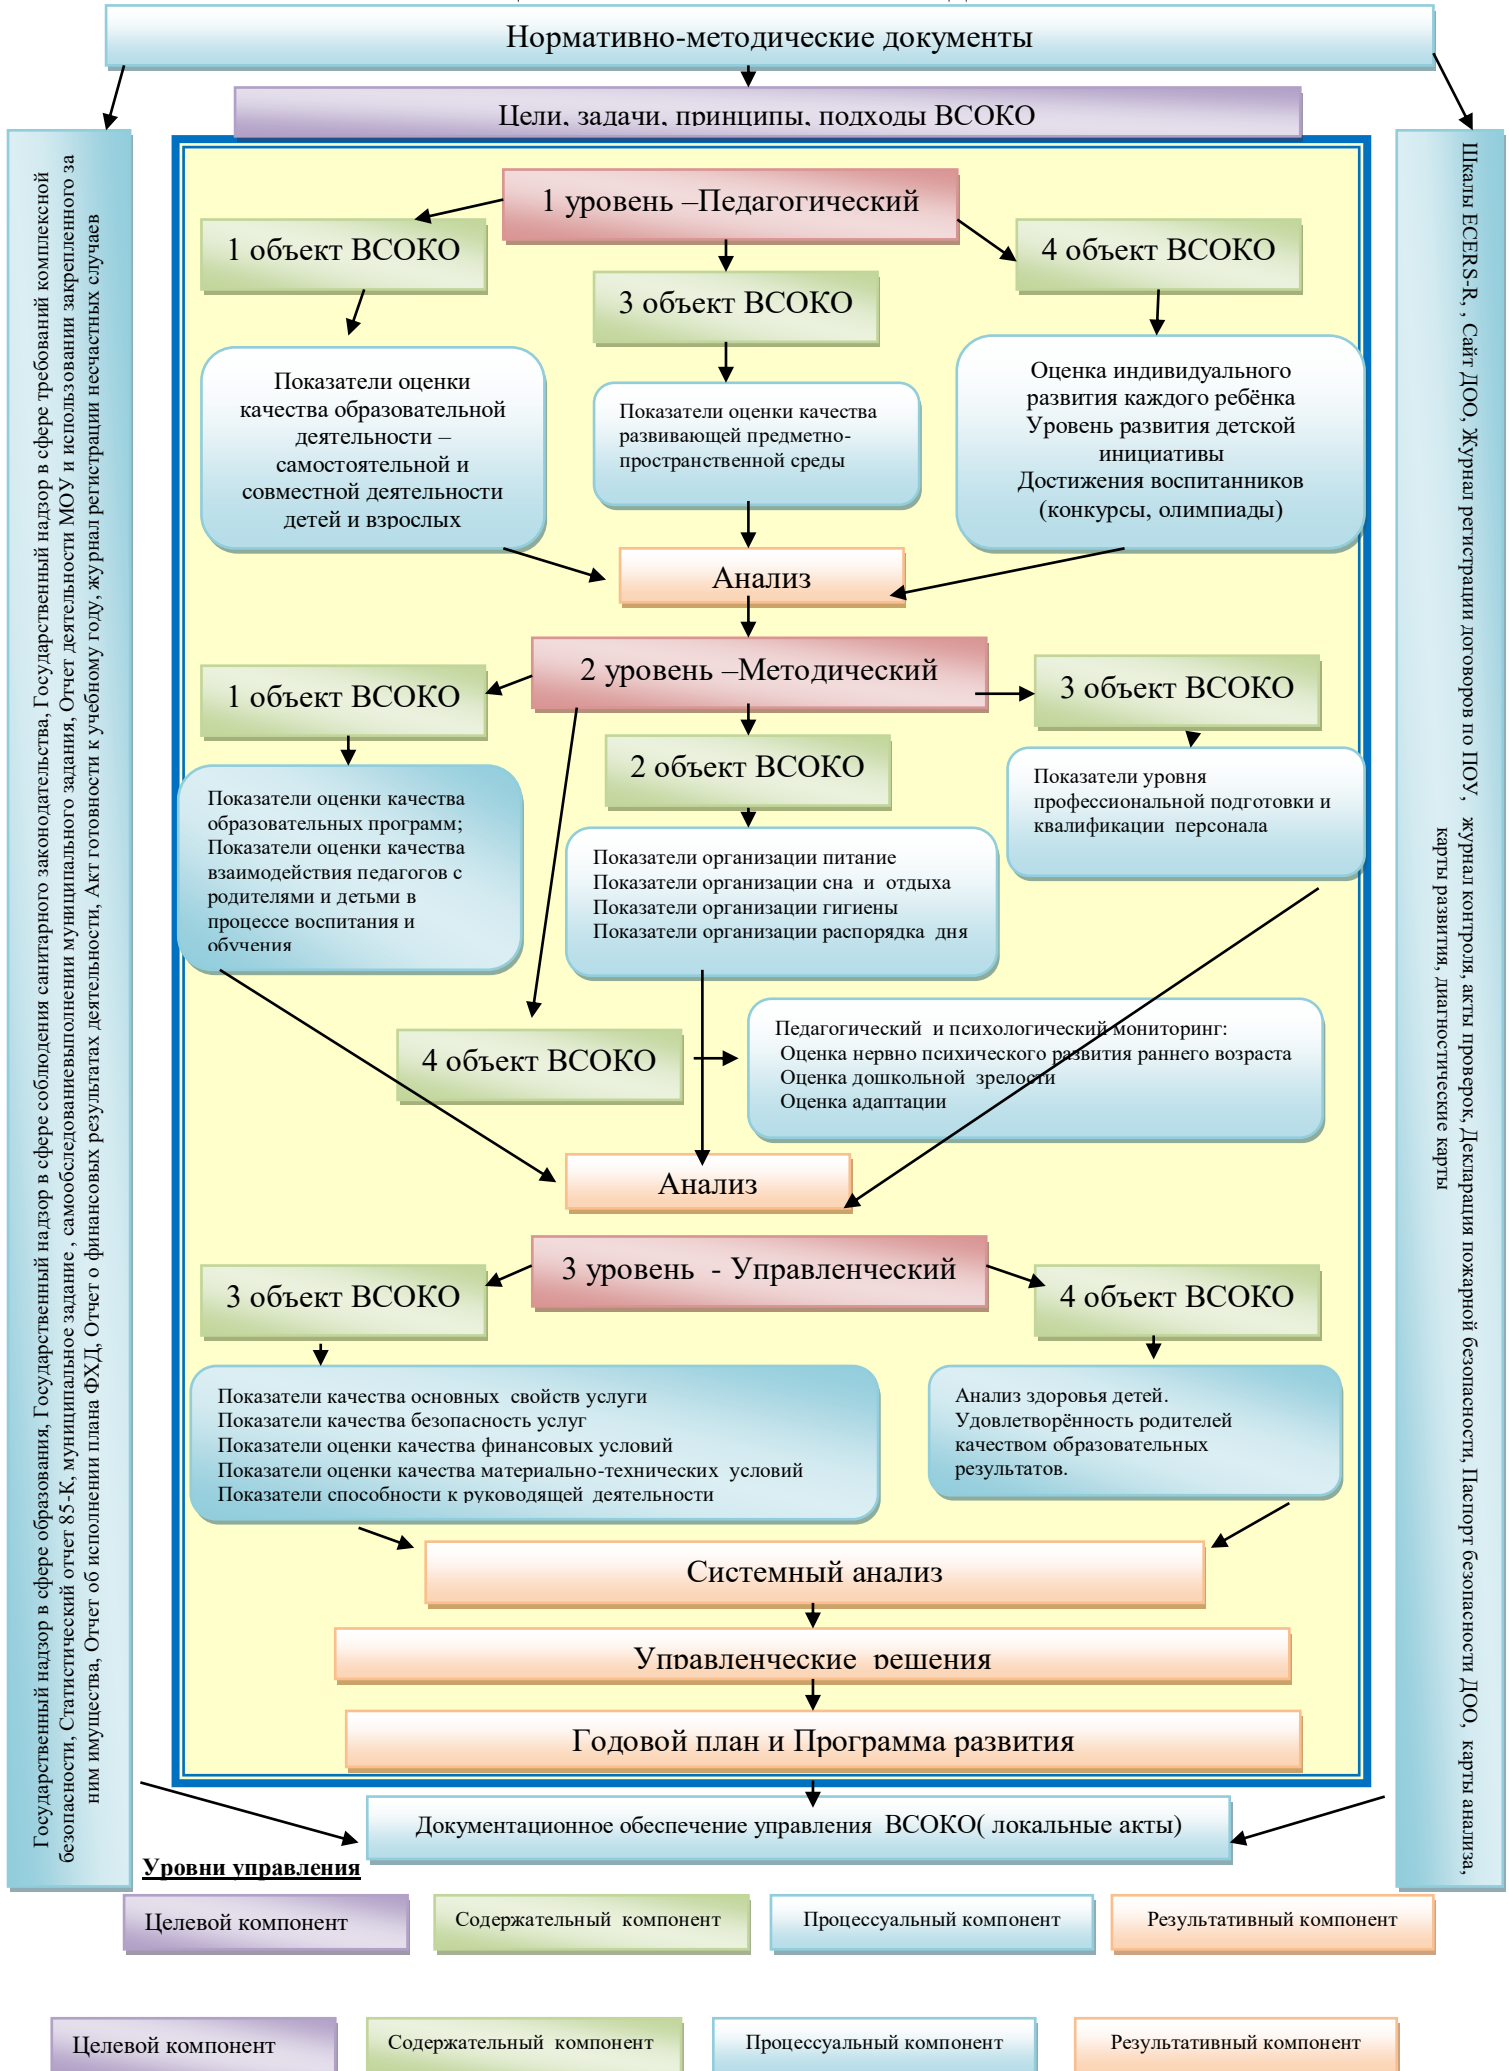 Нормативно-методические документы
Цели, задачи, принципы, подходы ВСОКО
Государственный надзор в сфере образования, Государственный надзор в сфере соблюдения санитарного законодательства, Государственный надзор в сфере требований комплексной
безопасности, Статистический отчет 85-К, муниципальное задание , самообследованиевыполнении муниципального задания, Отчет деятельности МОУ и использовании закрепленного за
ним имущества, Отчет об исполнении плана ФХД, Отчет о финансовых результатах деятельности, Акт готовности к учебному году, журнал регистрации несчастных случаев
1 уровень –Педагогический
1 объект ВСОКО
3 объект ВСОКО
4 объект ВСОКО
Показатели оценки
качества образовательной
деятельности –
самостоятельной и
совместной деятельности
детей и взрослых
Показатели оценки качества
развивающей предметно-
пространственной среды
Оценка индивидуального
развития каждого ребёнка
Уровень развития детской
инициативы
Достижения воспитанников
(конкурсы, олимпиады)
Анализ
2 уровень –Методический
1 объект ВСОКО
2 объект ВСОКО
3 объект ВСОКО
Показатели оценки качества
образовательных программ;
Показатели оценки качества
взаимодействия педагогов с
родителями и детьми в
процессе воспитания и
обучения
Показатели организации питание
Показатели организации сна и отдыха
Показатели организации гигиены
Показатели организации распорядка дня
Показатели уровня
профессиональной подготовки и
квалификации персонала
4 объект ВСОКО
Педагогический и психологический мониторинг:
Оценка нервно психического развития раннего возраста
Оценка дошкольной зрелости
Оценка адаптации
Анализ
3 уровень - Управленческий
3 объект ВСОКО
4 объект ВСОКО
Показатели качества основных свойств услуги
Показатели качества безопасность услуг
Показатели оценки качества финансовых условий
Показатели оценки качества материально-технических условий
Показатели способности к руководящей деятельности
Анализ здоровья детей.
Удовлетворённость родителей
качеством образовательных
результатов.
Системный анализ
Управленческие решения
Годовой план и Программа развития
Шкалы ECERS-R, , Сайт ДОО, Журнал регистрации договоров по ПОУ, журнал контроля, акты проверок, Декларация пожарной безопасности, Паспорт безопасности ДОО, карты анализа,
карты развития, диагностические карты
Документационное обеспечение управления ВСОКО( локальные акты)
Уровни управления
Целевой компонент
Содержательный компонент
Процессуальный компонент
Результативный компонент
Целевой компонент
Содержательный компонент
Процессуальный компонент
Результативный компонент